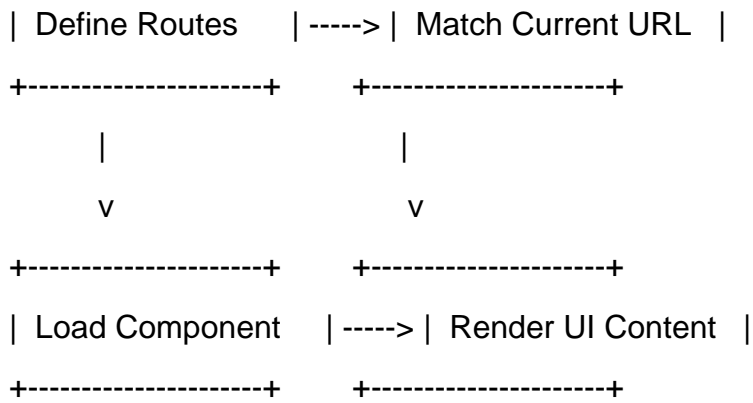 | Define Routes | -----> | Match Current URL |
+----------------------+ +----------------------+
| |
v v
+----------------------+ +----------------------+
| Load Component | -----> | Render UI Content |
+----------------------+ +----------------------+